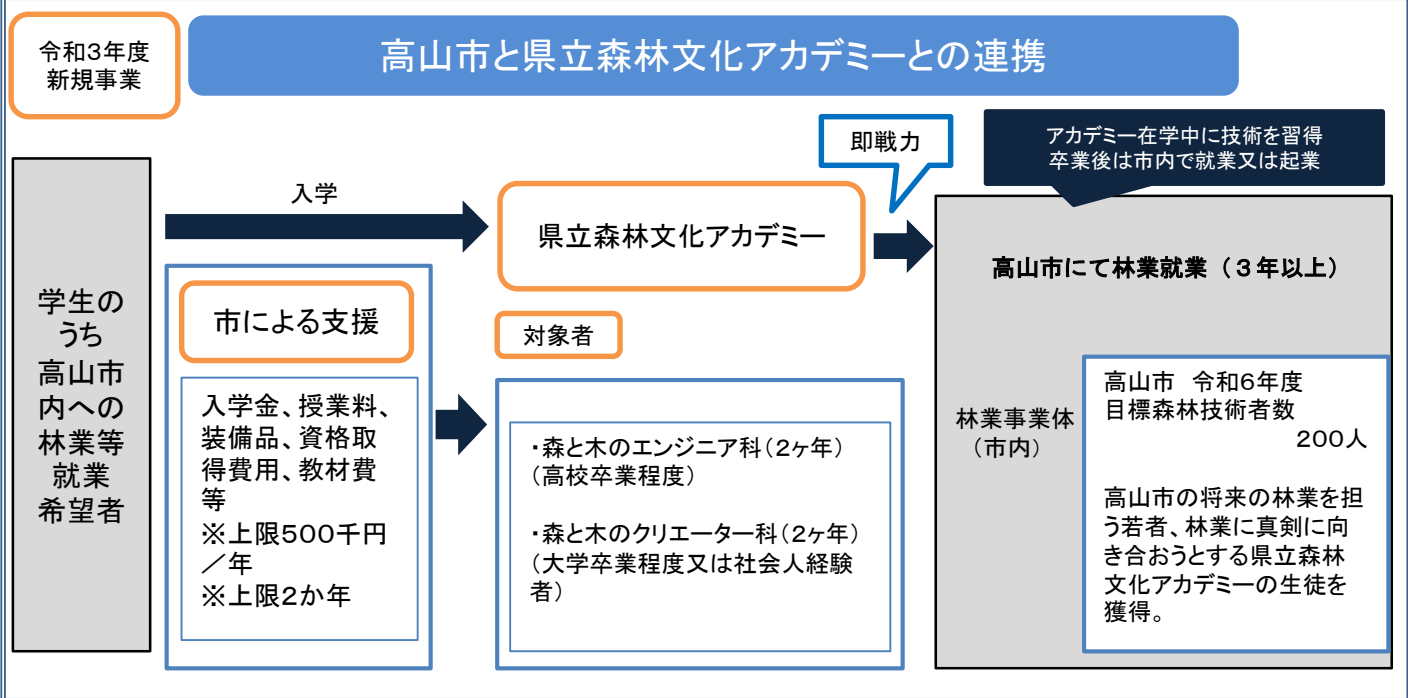 令和3年度
新規事業
高山市と県立森林文化アカデミーとの連携
学生の
うち
高山市
内への
林業等
就業
希望者
入学
市による支援
入学金、授業料、
装備品、資格取
得費用、教材費
等
※上限500千円
／年
※上限2か年
県立森林文化アカデミー
対象者
・森と木のエンジニア科（2ヶ年）
（高校卒業程度）
・森と木のクリエーター科（2ヶ年）
（大学卒業程度又は社会人経験
者）
即戦力
アカデミー在学中に技術を習得
卒業後は市内で就業又は起業
高山市にて林業就業（３年以上）
林業事業体
（市内）
高山市　令和6年度
目標森林技術者数
200人
高山市の将来の林業を担
う若者、林業に真剣に向
き合おうとする県立森林
文化アカデミーの生徒を
獲得。